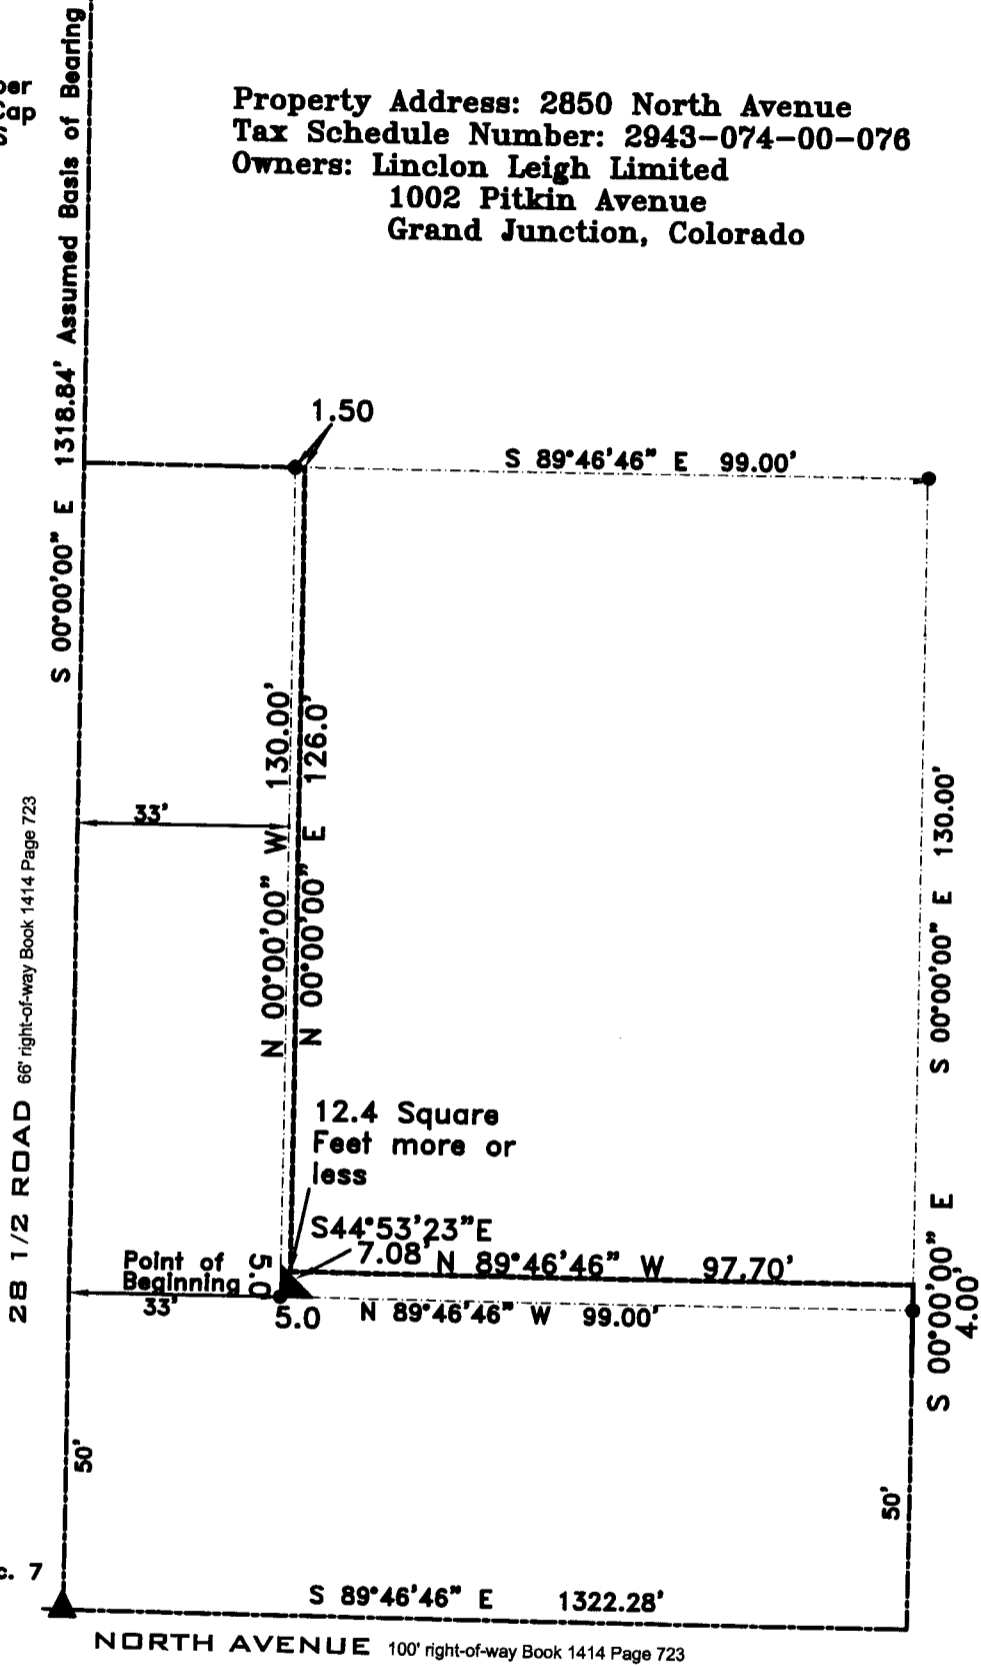 per
Cap
S
Property Address: 2850 North Avenue
Tax Schedule Number: 2943-074-00-076
Owners: Linclon Leigh Limited
1002 Pitkin Avenue
Grand Junction, Colorado
S 00°00'00" E 1318.84' Assumed Basis of Bearing
1.50
S 89°46'46" E 99.00'
N 00°00'00" W 130.00'
N 00°00'00" E 126.0'
33'
S 00°00'00" E 130.00'
28 1/2 ROAD 66' right-of-way Book 1414 Page 723
12.4 Square
Feet more or
less
S44°53'23"E
7.08'
N 89°46'46" W 97.70'
Point of
Beginning
5.0'
33'
5.0
N 89°46'46" W 99.00'
S 00°00'00" E
4.00'
50'
50'
c. 7
S 89°46'46" E 1322.28'
NORTH AVENUE 100' right-of-way Book 1414 Page 723